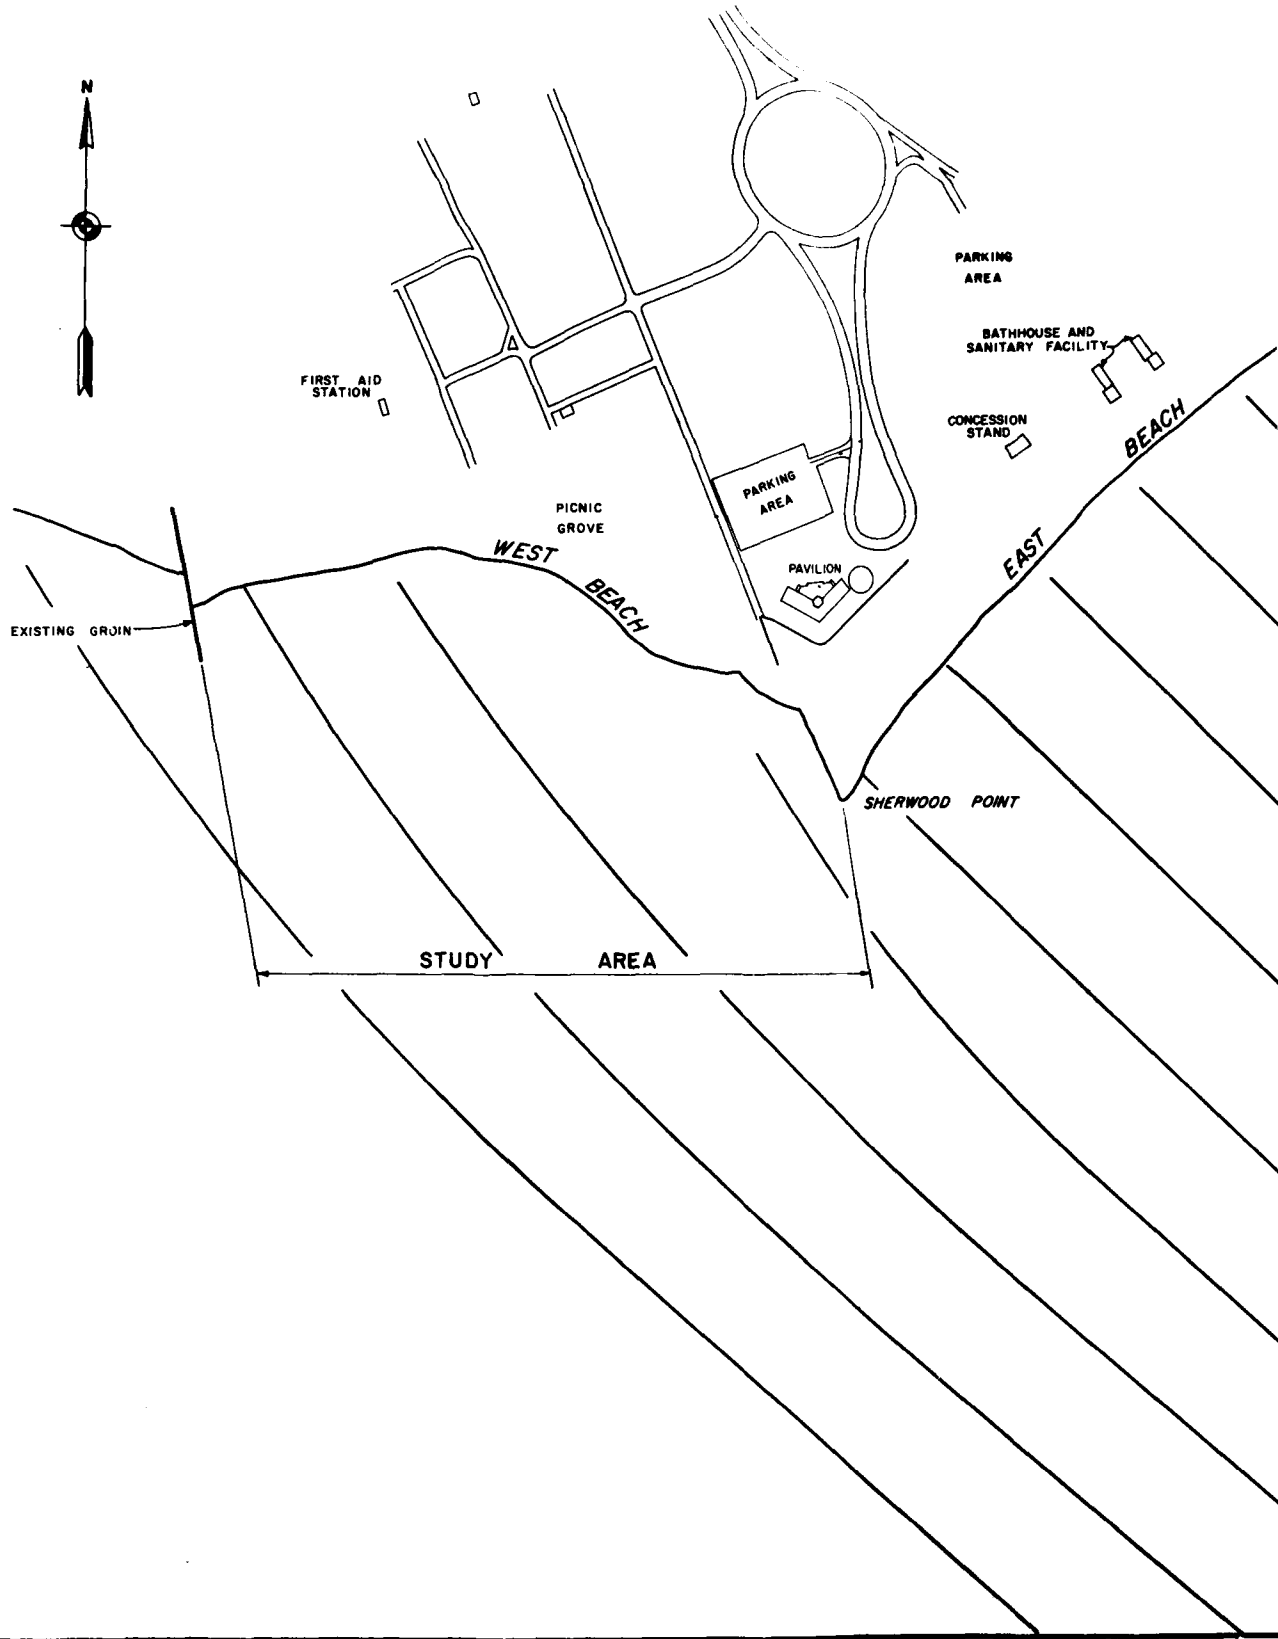 N
PARKING
AREA
BATHHOUSE AND
SANITARY FACILITY
FIRST AID
STATION
CONCESSION
STAND
BEACH
PARKING
AREA
PICNIC
GROVE
WEST
BEACH
EAST
PAVILION
EXISTING GROIN
SHERWOOD POINT
STUDY AREA